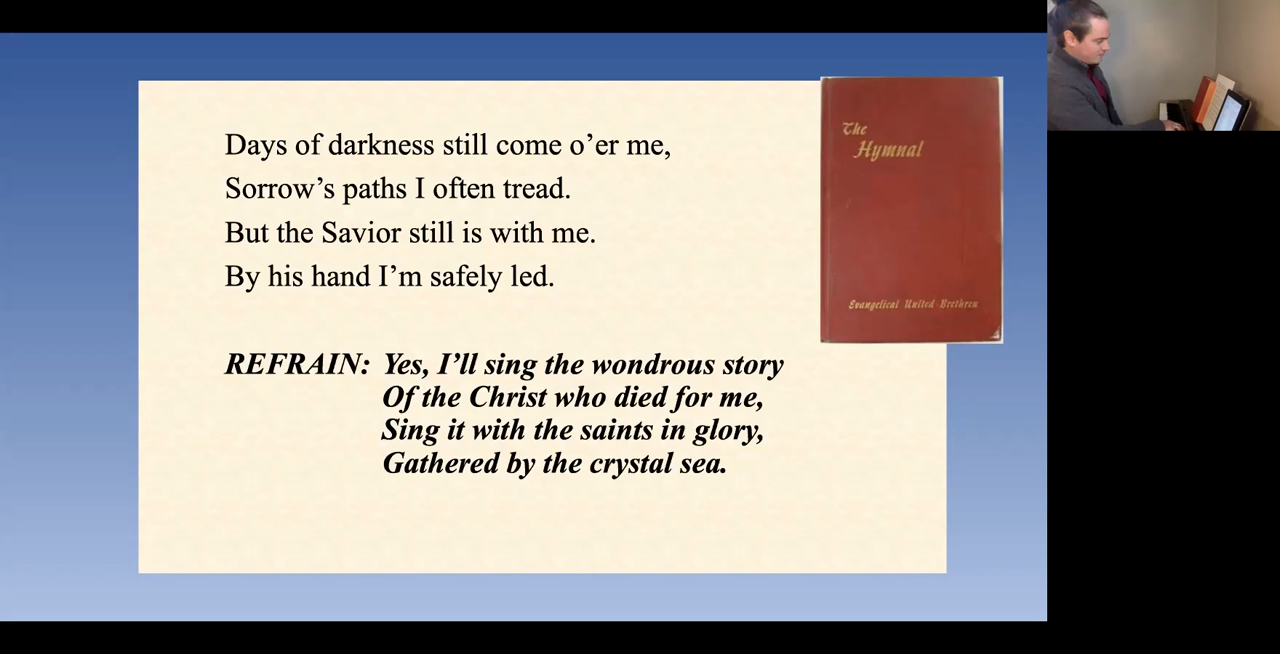 Days of darkness still come o’er me,
Sorrow’s paths I often tread.
But the Savior still is with me.
By his hand I’m safely led.
REFRAIN: Yes, I’ll sing the wondrous story
Of the Christ who died for me,
Sing it with the saints in glory,
Gathered by the crystal sea.
The
Hymnal
Evangelical United Brethren